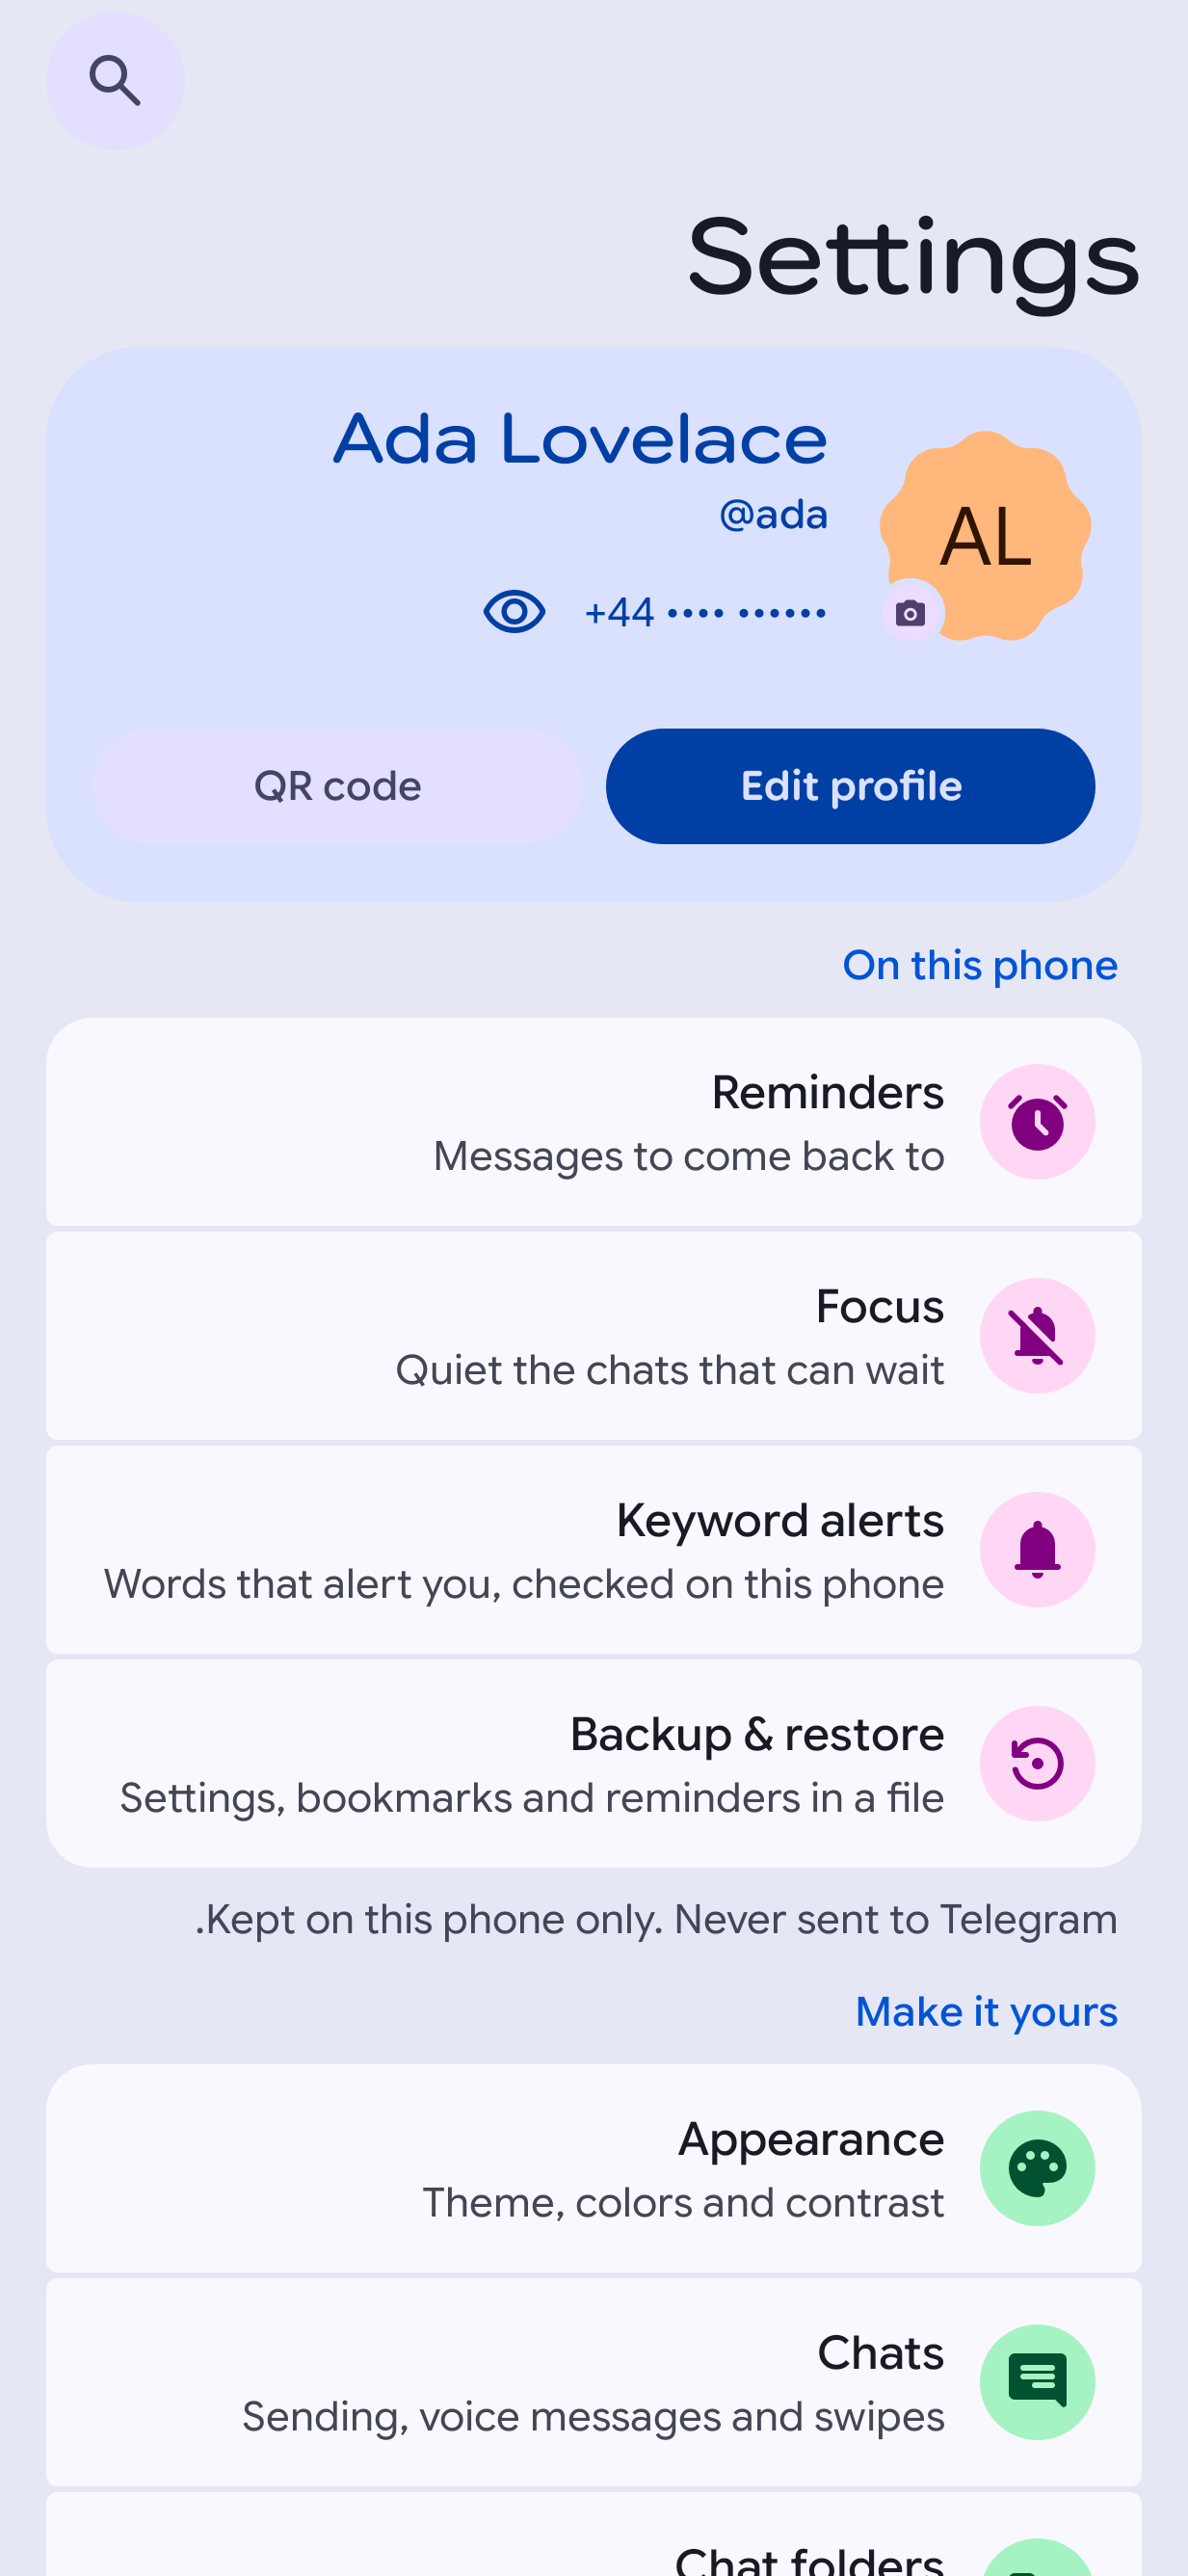 Settings
Ada Lovelace
@ada
+44 •••• ••••••
AL
Edit profile
QR code
On this phone
Reminders
Messages to come back to
Focus
Quiet the chats that can wait
Keyword alerts
Words that alert you, checked on this phone
Backup & restore
Settings, bookmarks and reminders in a file
.Kept on this phone only. Never sent to Telegram
Make it yours
Appearance
Theme, colors and contrast
Chats
Sending, voice messages and swipes
Chat folders